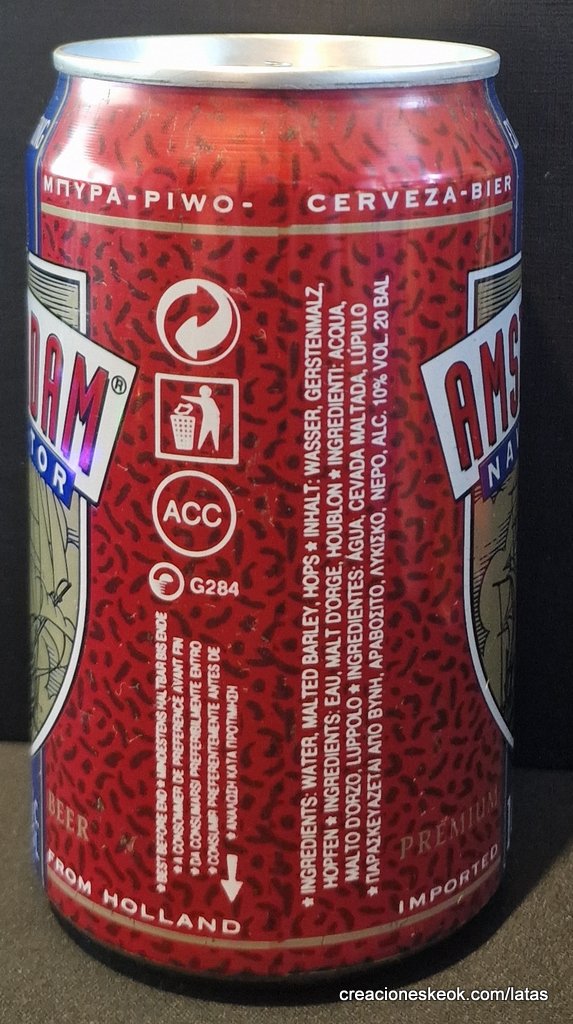 ΜΠΥΡΑ-PIWO-
CERVEZA-BIER
DAM®
TOR
AMS
NA
ACC
G284
★ BEST BEFORE END ★ MINDESTENS HALTBAR BIS ENDE
★ A CONSOMMER DE PREFERENCE AVANT FIN
★ DA CONSUMARSI PREFERIBILMENTE ENTRO
★ CONSUMIR PREFERENTEMENTE ANTES DE
★ ΑΝΑΛΩΣΗ ΚΑΤΑ ΠΡΟΤΙΜΗΣΗ
★ INGREDIENTS: WATER, MALTED BARLEY, HOPS ★ INHALT: WASSER, GERSTENMALZ,
HOPFEN ★ INGREDIENTS: EAU, MALT D'ORGE, HOUBLON ★ INGREDIENTI: ACQUA,
MALTO D'ORZO, LUPPOLO ★ INGREDIENTES: ÁGUA, CEVADA MALTADA, LÚPULO
★ ΠΑΡΑΣΚΕΥΑΖΕΤΑΙ ΑΠΟ ΒΥΝΗ, ΑΡΑΒΟΣΙΤΟ, ΛΥΚΙΣΚΟ, ΝΕΡΟ, ALC. 10% VOL. 20 BAL
BEER
PREMIUM
FROM HOLLAND
IMPORTED
creacioneskeok.com/latas